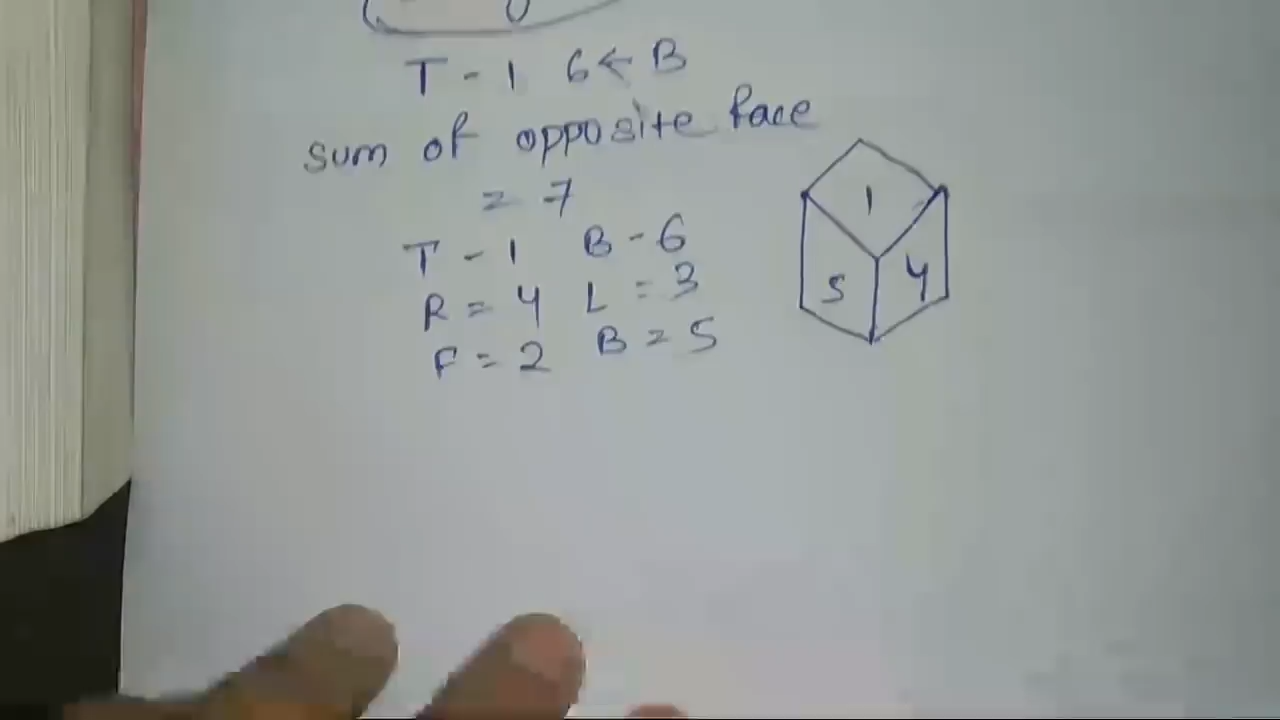 T - 1 6 ← B
sum of opposite face
= 7
T - 1 B - 6
R = 4 L = 3
F = 2 B = 5
1
5 4